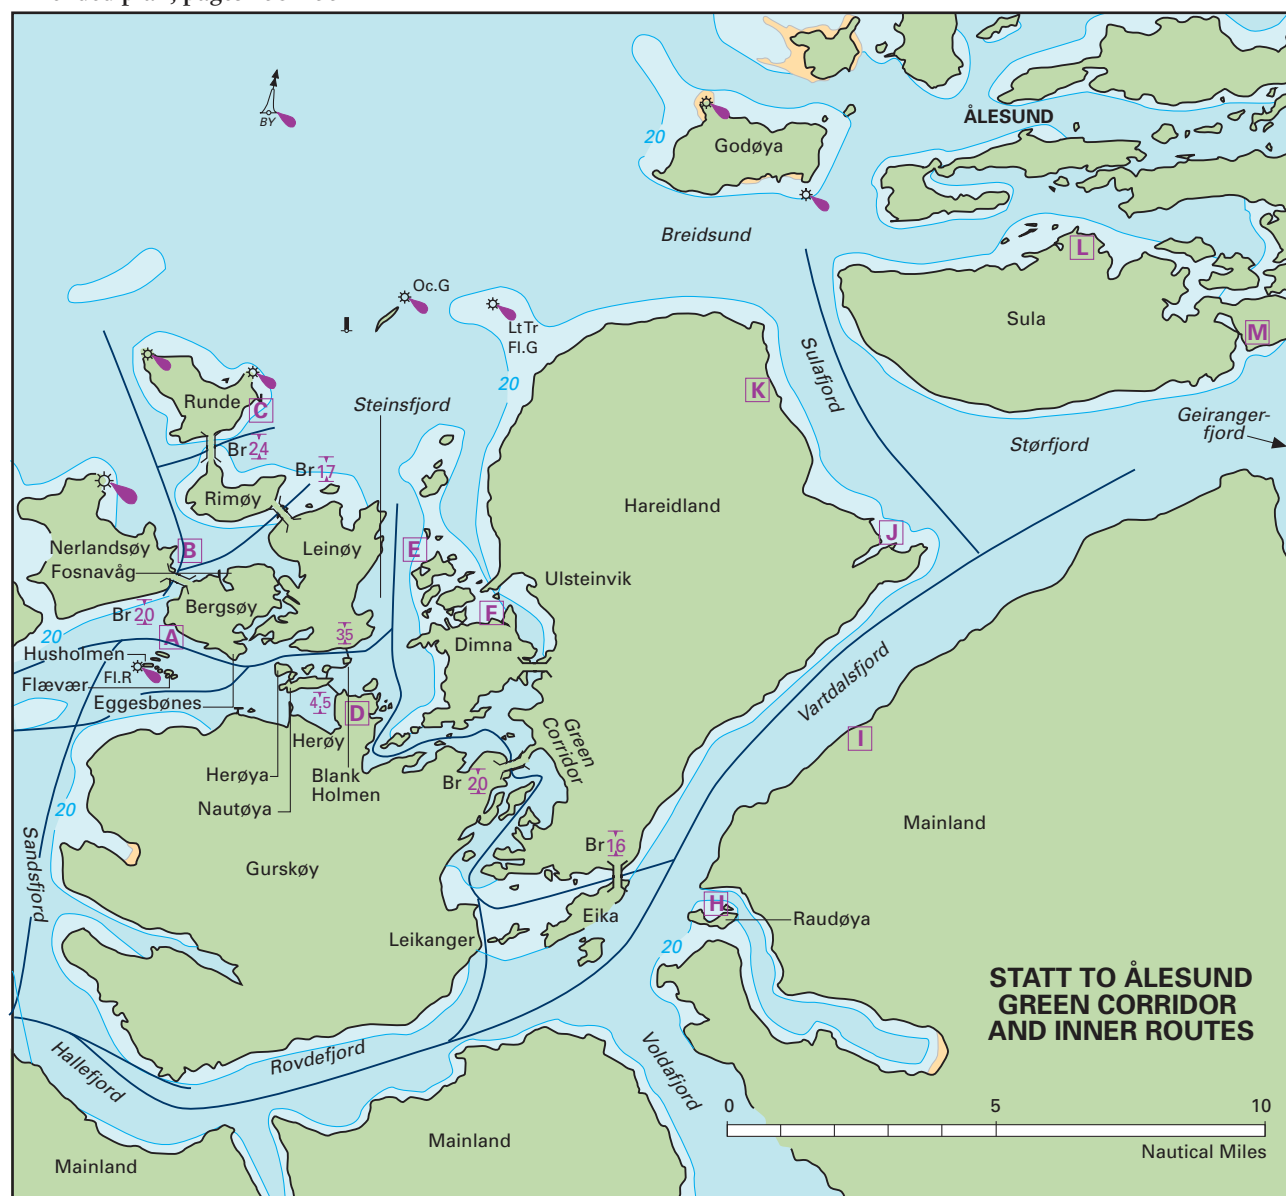 BY
20
Godøya
ÅLESUND
Breidsund
L
Oc.G
Lt Tr
Fl.G
Sula
M
20
Sulafjord
K
Runde
C
Steinsfjord
Geiranger-
fjord
Br 24
Br 17
Størfjord
Rimøy
Hareidland
Nerlandsøy
B
Leinøy
E
J
Fosnavåg
Ulsteinvik
Bergsøy
Br 20
F
20
A
35
Dimna
Husholmen
Fl.R
Flævær
Vartdalsfjord
Eggesbønes
4.5
D
Green
Corridor
Herøy
I
Herøya
Blank
Holmen
Br 20
Nautøya
20
Mainland
Br 16
Sandsfjord
Gurskøy
H
Eika
Raudøya
Leikanger
20
STATT TO ÅLESUND
GREEN CORRIDOR
AND INNER ROUTES
Hallefjord
Rovdefjord
Voldafjord
0 5 10
Nautical Miles
Mainland
Mainland